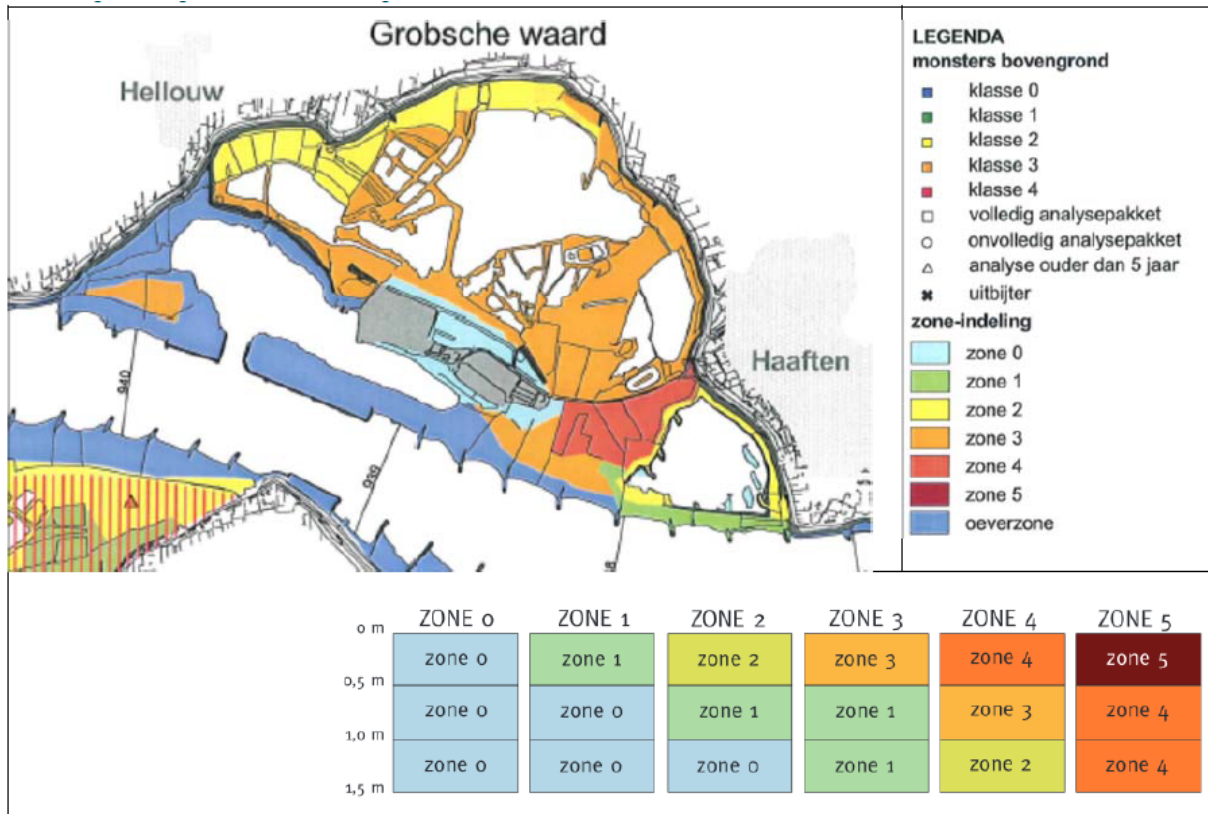 Grobsche waard
Hellouw
Haaften
940
939
LEGENDA
monsters bovengrond
klasse 0
klasse 1
klasse 2
klasse 3
klasse 4
volledig analysepakket
onvolledig analysepakket
analyse ouder dan 5 jaar
uitbijter
zone-indeling
zone 0
zone 1
zone 2
zone 3
zone 4
zone 5
oeverzone
ZONE 0 ZONE 1 ZONE 2 ZONE 3 ZONE 4 ZONE 5
0 m
zone 0 zone 1 zone 2 zone 3 zone 4 zone 5
0,5 m
zone 0 zone 0 zone 1 zone 1 zone 3 zone 4
1,0 m
zone 0 zone 0 zone 0 zone 1 zone 2 zone 4
1,5 m